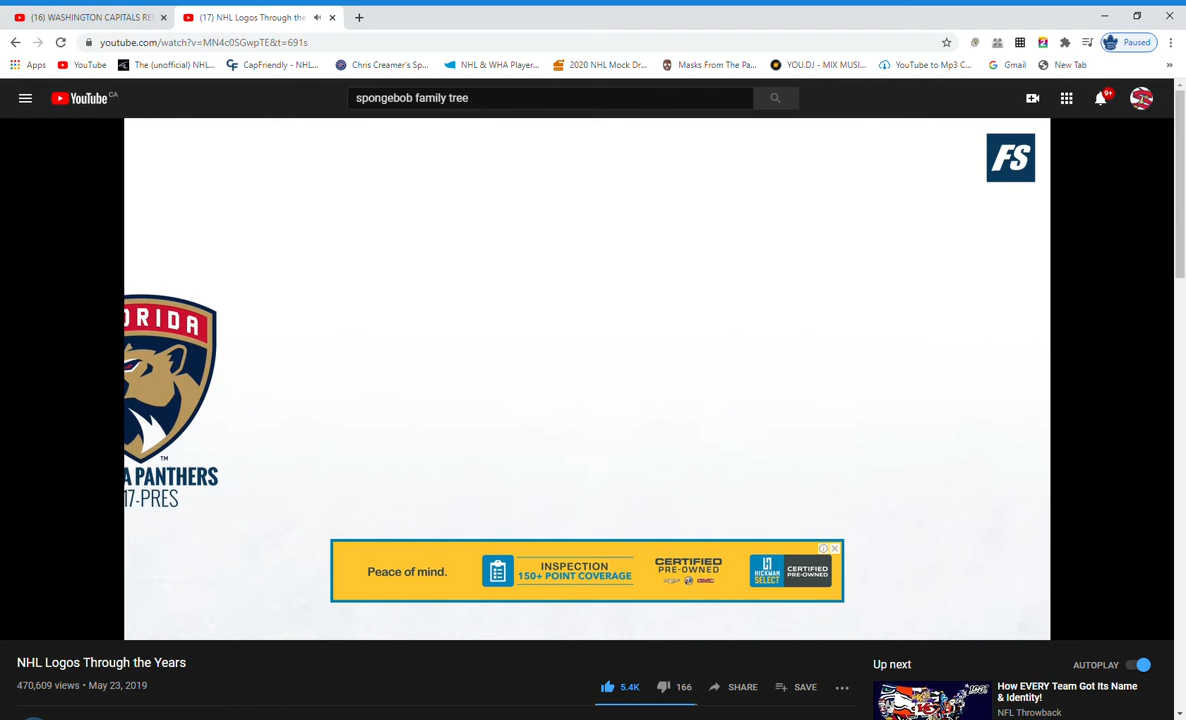 (16) WASHINGTON CAPITALS RE
(17) NHL Logos Through the
youtube.com/watch?v=MN4c0SGwpTE&t=691s
Paused
Apps YouTube The (unofficial) NHL... CapFriendly - NHL... Chris Creamer's Sp... NHL & WHA Player... 2020 NHL Mock Dr... Masks From The Pa... YOU.DJ - MIX MUSI... YouTube to Mp3 C... Gmail New Tab »
YouTube CA
spongebob family tree
9+
FS
ORIDA
A PANTHERS
17-PRES
TM
Peace of mind.
INSPECTION
150+ POINT COVERAGE
CERTIFIED
PRE-OWNED
GMC
HICKMAN
SELECT
CERTIFIED
PRE-OWNED
NHL Logos Through the Years
470,609 views • May 23, 2019
5.4K 166 SHARE SAVE
Up next
AUTOPLAY
How EVERY Team Got Its Name
& Identity!
NFL Throwback